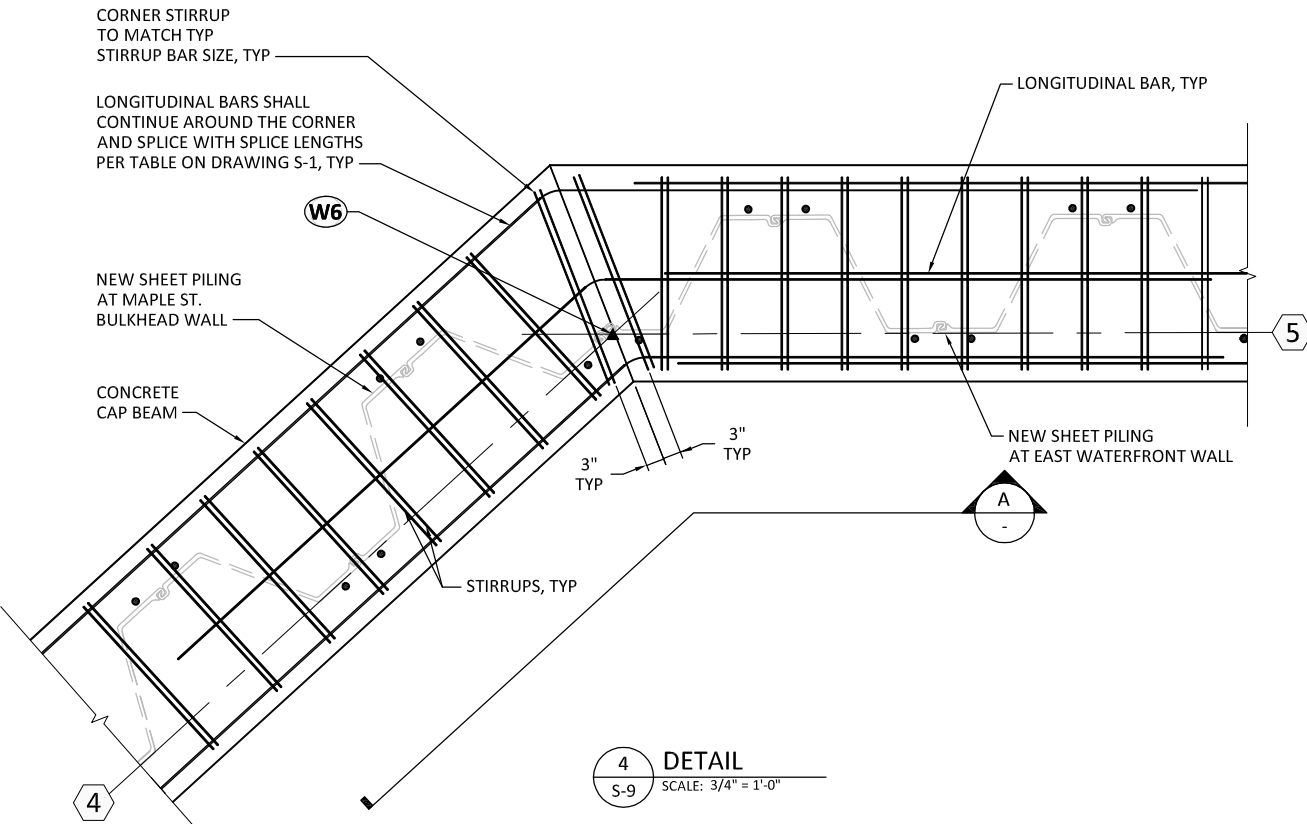 CORNER STIRRUP
TO MATCH TYP
STIRRUP BAR SIZE, TYP
LONGITUDINAL BARS SHALL
CONTINUE AROUND THE CORNER
AND SPLICE WITH SPLICE LENGTHS
PER TABLE ON DRAWING S-1, TYP
LONGITUDINAL BAR, TYP
W6
NEW SHEET PILING
AT MAPLE ST.
BULKHEAD WALL
5
CONCRETE
CAP BEAM
3"
TYP
3"
TYP
NEW SHEET PILING
AT EAST WATERFRONT WALL
A
-
STIRRUPS, TYP
4
4
S-9
DETAIL
SCALE: 3/4" = 1'-0"